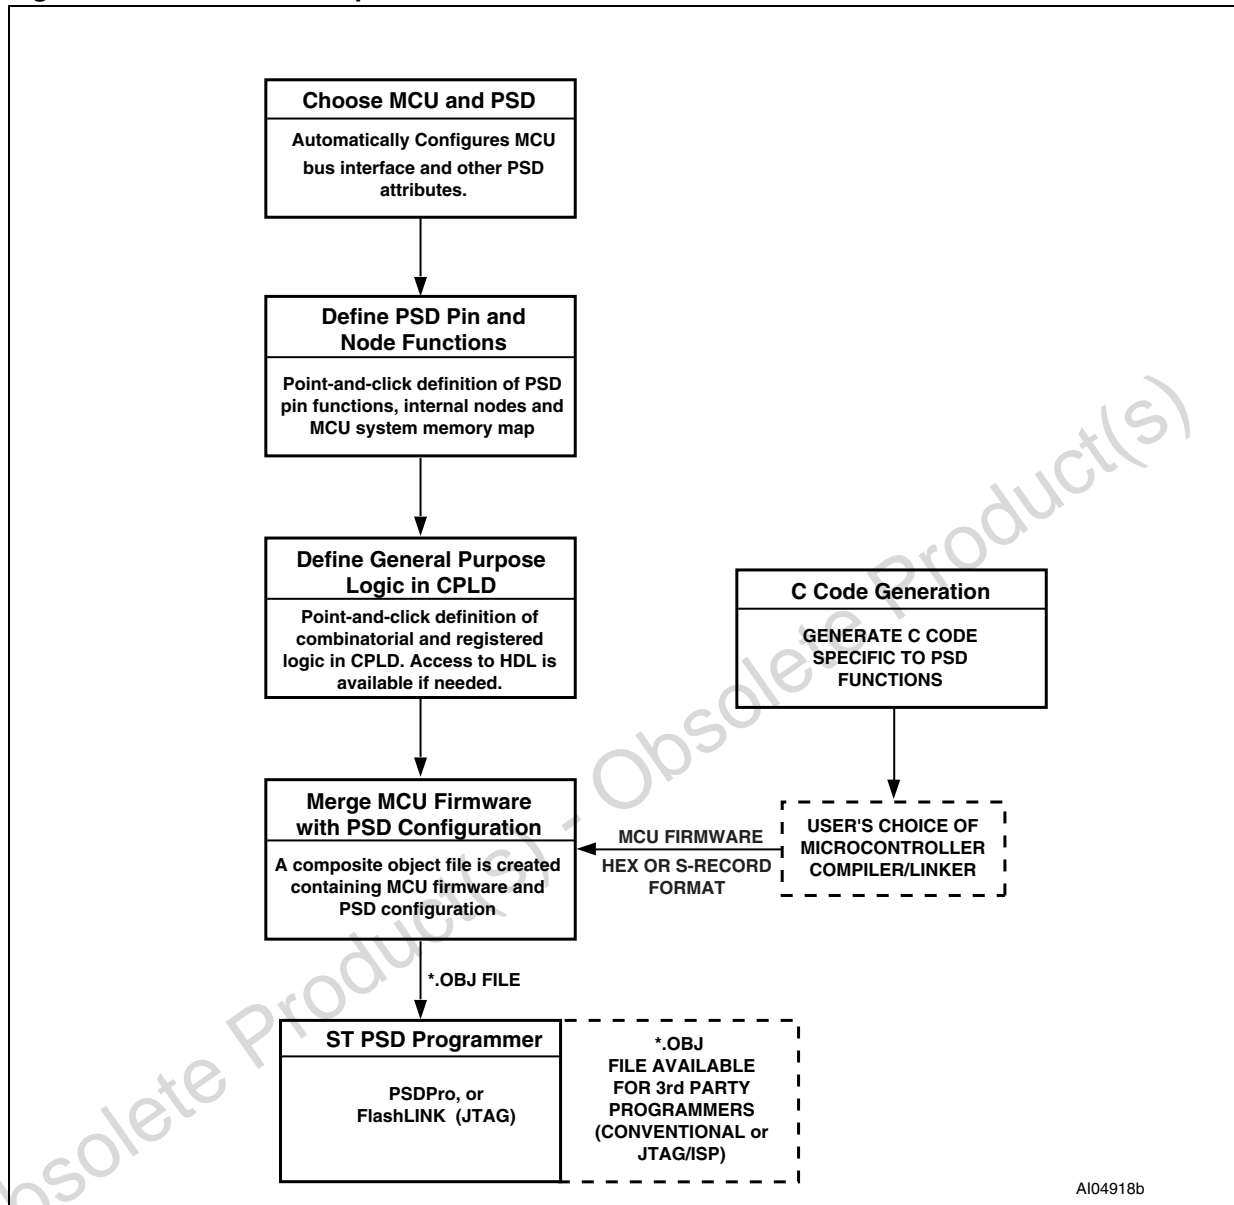 Choose MCU and PSD
Automatically Configures MCU
bus interface and other PSD
attributes.
Define PSD Pin and
Node Functions
Point-and-click definition of PSD
pin functions, internal nodes and
MCU system memory map
Define General Purpose
Logic in CPLD
Point-and-click definition of
combinatorial and registered
logic in CPLD. Access to HDL is
available if needed.
C Code Generation
GENERATE C CODE
SPECIFIC TO PSD
FUNCTIONS
Merge MCU Firmware
with PSD Configuration
A composite object file is created
containing MCU firmware and
PSD configuration
MCU FIRMWARE
HEX OR S-RECORD
FORMAT
USER'S CHOICE OF
MICROCONTROLLER
COMPILER/LINKER
*.OBJ FILE
ST PSD Programmer
PSDPro, or
FlashLINK (JTAG)
*.OBJ
FILE AVAILABLE
FOR 3rd PARTY
PROGRAMMERS
(CONVENTIONAL or
JTAG/ISP)
AI04918b
Obsolete Product(s) - Obsolete Product(s)